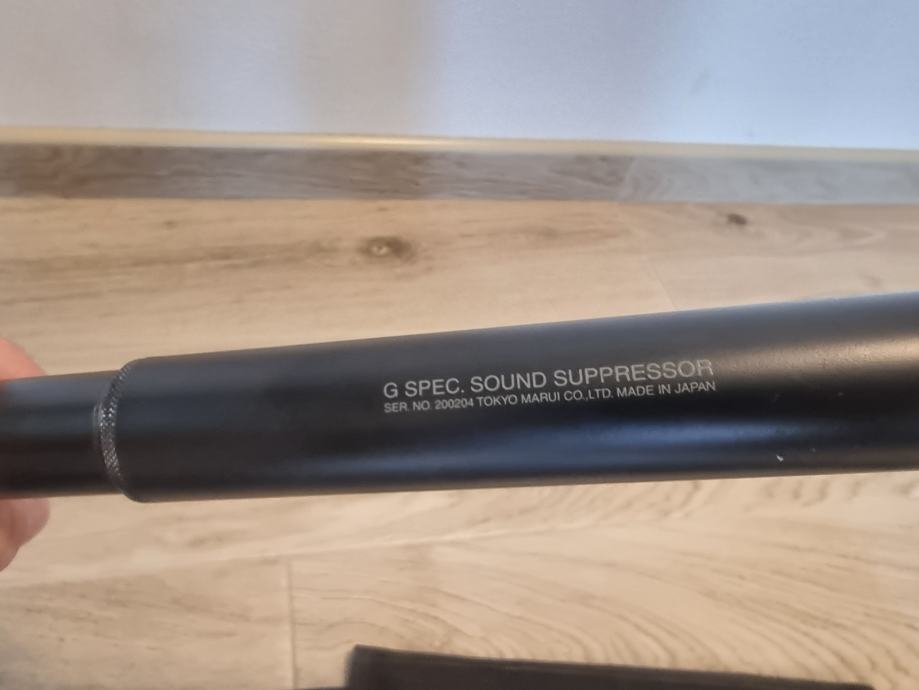 G SPEC. SOUND SUPPRESSOR
SER. NO. 200204 TOKYO MARUI CO.,LTD. MADE IN JAPAN